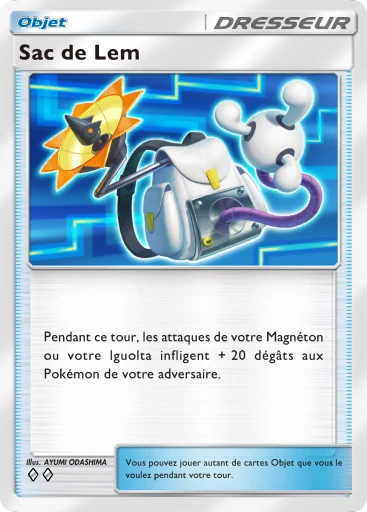 Objet
DRESSEUR
Sac de Lem
Pendant ce tour, les attaques de votre Magnéton
ou votre Iguolta infligent + 20 dégâts aux
Pokémon de votre adversaire.
Illus. AYUMI ODASHIMA
Vous pouvez jouer autant de cartes Objet que vous le
voulez pendant votre tour.